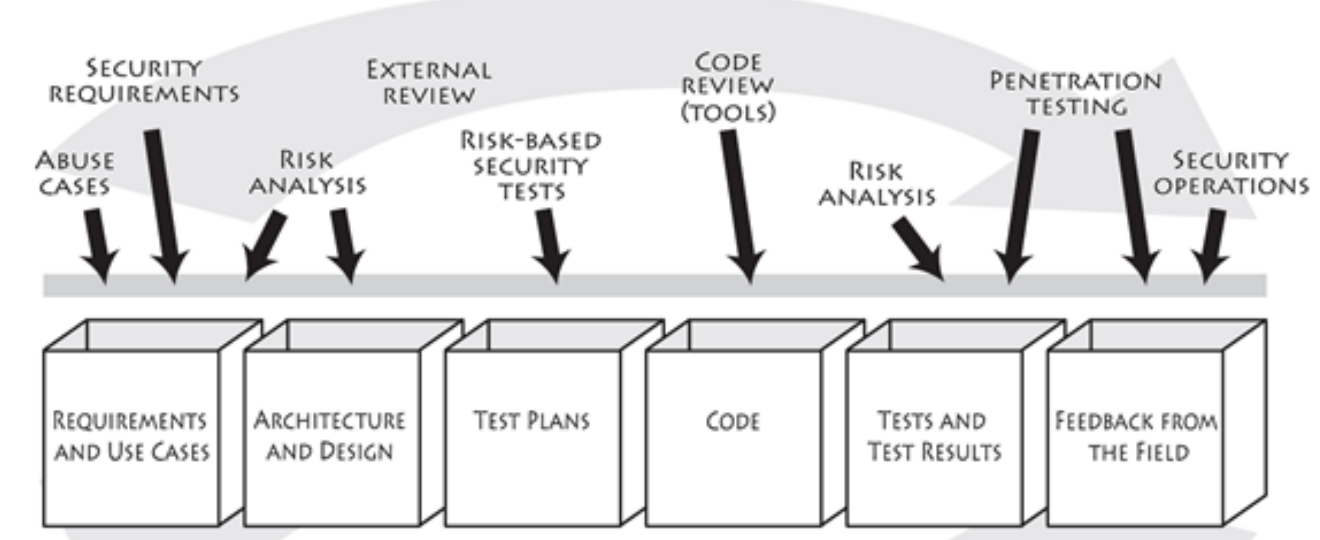 SECURITY
REQUIREMENTS
EXTERNAL
REVIEW
CODE
REVIEW
(TOOLS)
PENETRATION
TESTING
ABUSE
CASES
RISK
ANALYSIS
RISK-BASED
SECURITY
TESTS
RISK
ANALYSIS
SECURITY
OPERATIONS
REQUIREMENTS
AND USE CASES
ARCHITECTURE
AND DESIGN
TEST PLANS
CODE
TESTS AND
TEST RESULTS
FEEDBACK FROM
THE FIELD